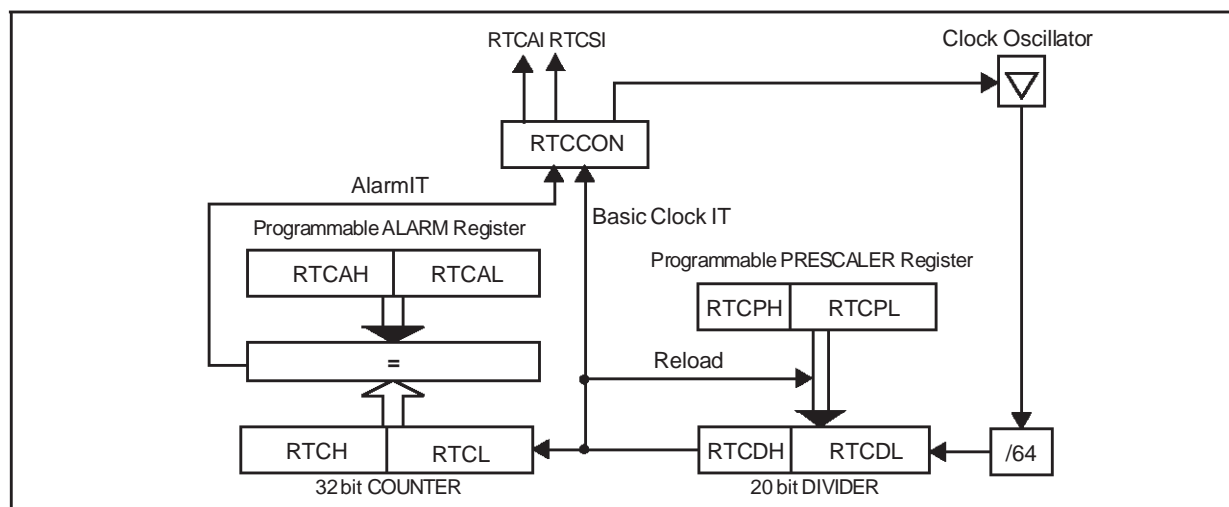 RTCAI RTCSI
Clock Oscillator
RTCCON
AlarmIT
Basic Clock IT
Programmable ALARM Register
Programmable PRESCALER Register
RTCAH RTCAL
RTCPH RTCPL
=
Reload
RTCH RTCL
RTCDH RTCDL
/64
32 bit COUNTER
20 bit DIVIDER